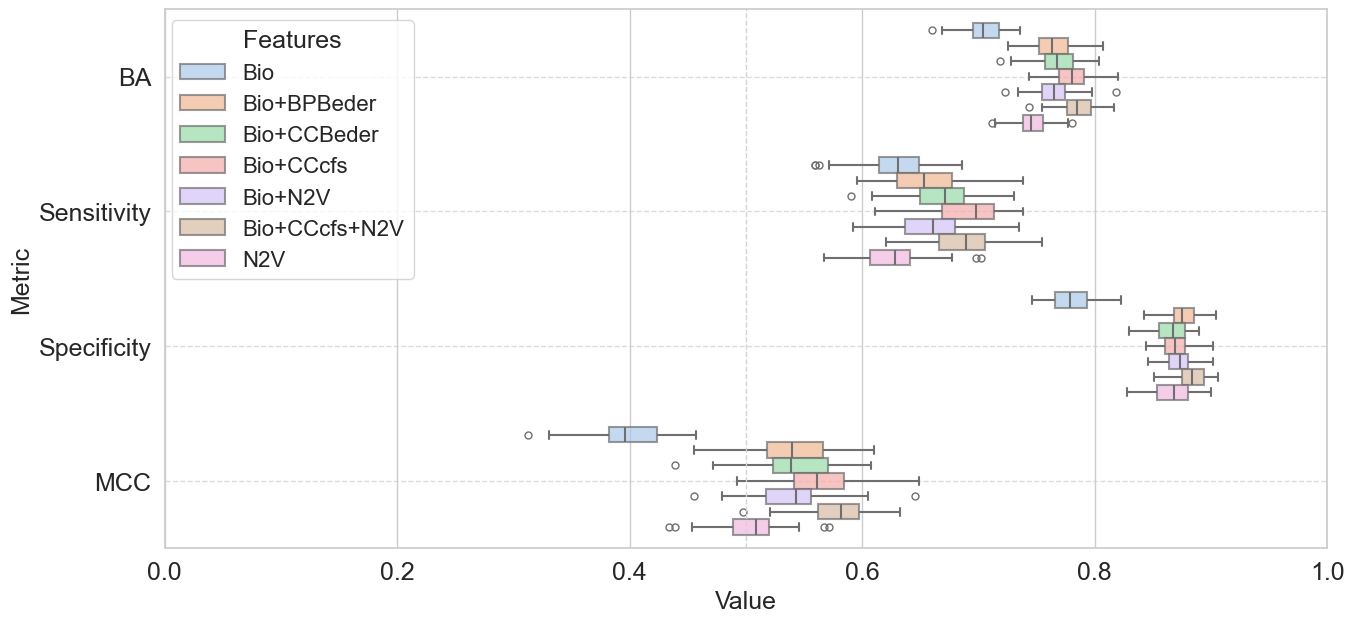 Features
Bio
Bio+BPBeder
Bio+CCBeder
Bio+CCcfs
Bio+N2V
Bio+CCcfs+N2V
N2V
BA
Sensitivity
Specificity
MCC
Metric
0.0 0.2 0.4 0.6 0.8 1.0
Value